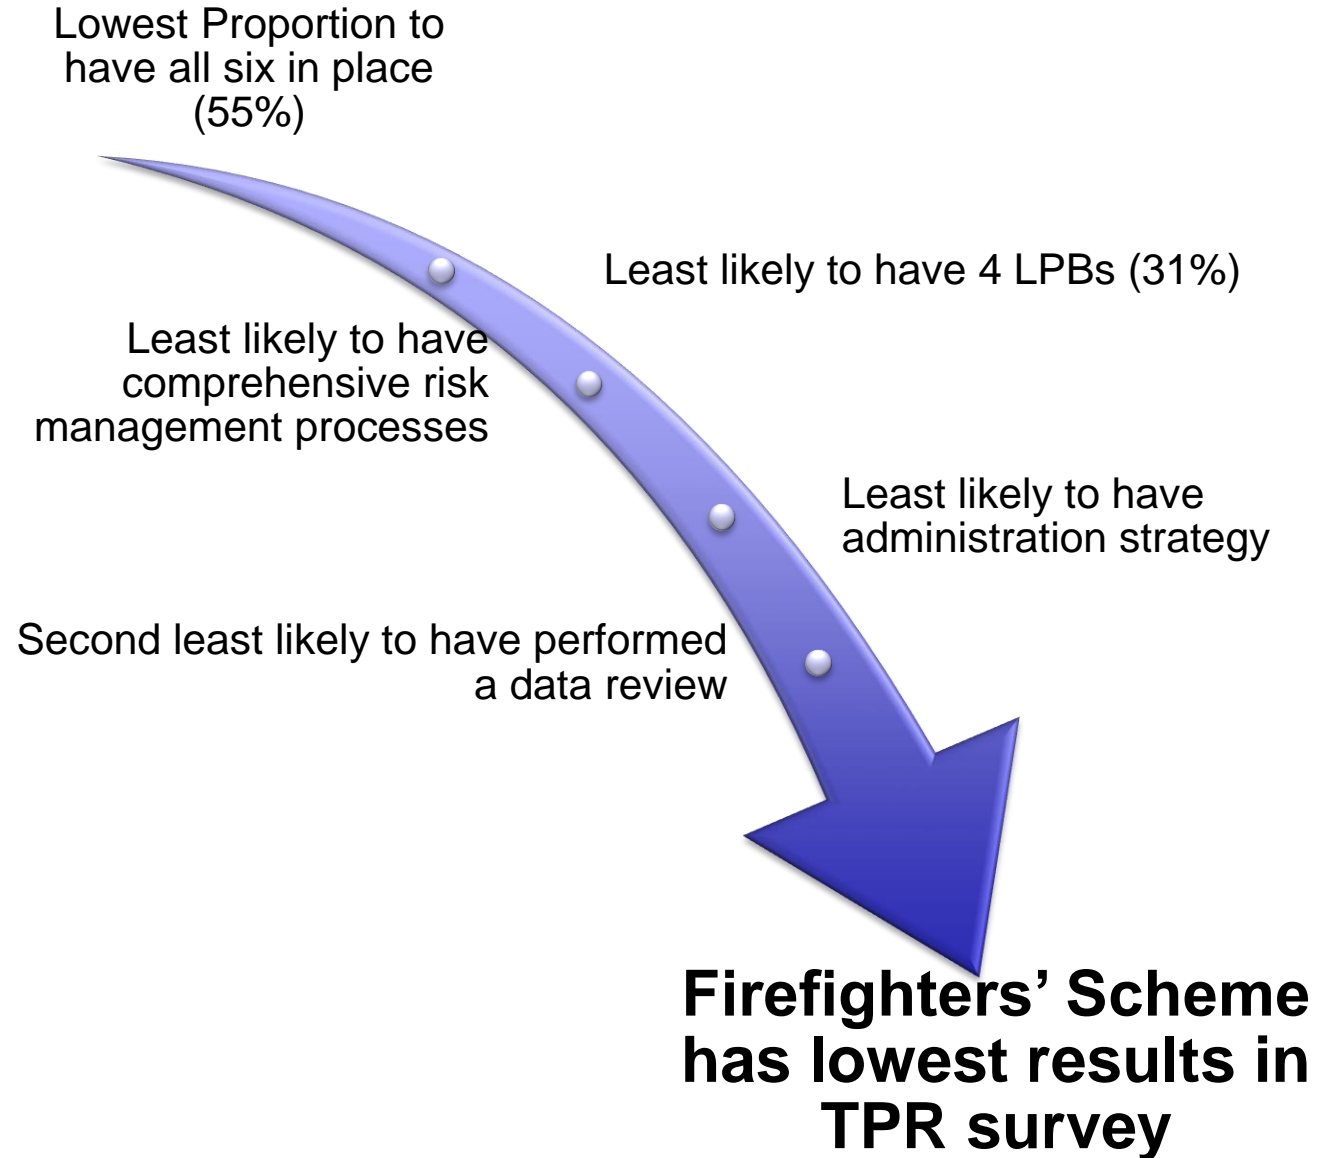 Lowest Proportion to
have all six in place
(55%)
Least likely to have 4 LPBs (31%)
Least likely to have
comprehensive risk
management processes
Least likely to have
administration strategy
Second least likely to have performed
a data review
Firefighters’ Scheme
has lowest results in
TPR survey